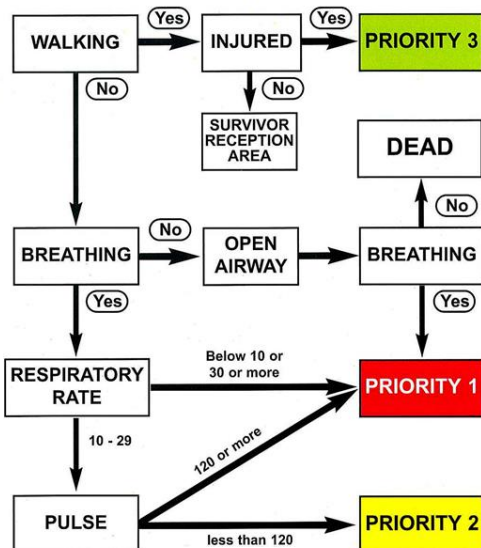 WALKING
Yes
INJURED
Yes
PRIORITY 3
No
No
SURVIVOR
RECEPTION
AREA
DEAD
No
BREATHING
No
OPEN
AIRWAY
BREATHING
Yes
Yes
RESPIRATORY
RATE
Below 10 or
30 or more
PRIORITY 1
10 - 29
120 or more
PULSE
less than 120
PRIORITY 2